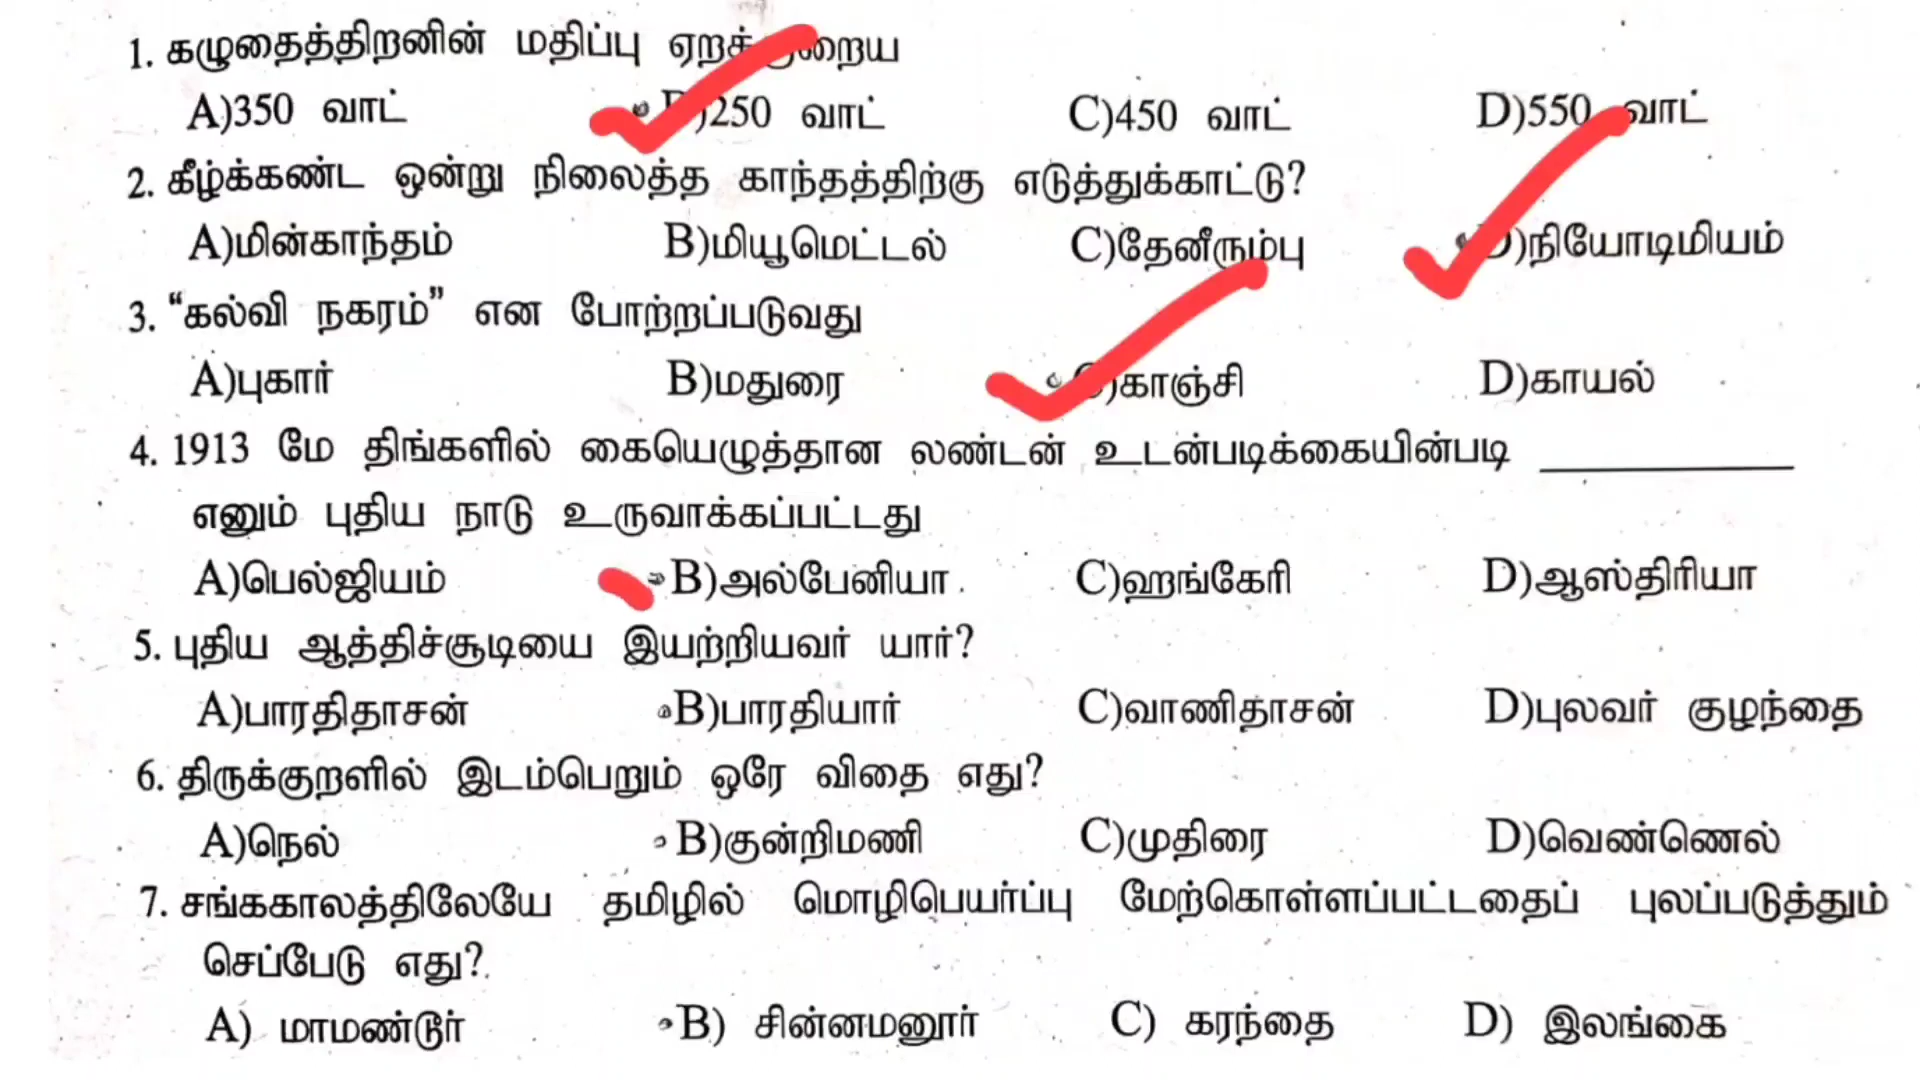 1. கழுதைத்திறனின் மதிப்பு ஏறக்குறைய
A)350 வாட் B)250 வாட் C)450 வாட் D)550 வாட்
2. கீழ்க்கண்ட ஒன்று நிலைத்த காந்தத்திற்கு எடுத்துக்காட்டு?
A)மின்காந்தம் B)மியூமெட்டல் C)தேனீரும்பு D)நியோடிமியம்
3. “கல்வி நகரம்” என போற்றப்படுவது
A)புகார் B)மதுரை C)காஞ்சி D)காயல்
4. 1913 மே திங்களில் கையெழுத்தான லண்டன் உடன்படிக்கையின்படி ___________
எனும் புதிய நாடு உருவாக்கப்பட்டது
A)பெல்ஜியம் B)அல்பேனியா C)ஹங்கேரி D)ஆஸ்திரியா
5. புதிய ஆத்திச்சூடியை இயற்றியவர் யார்?
A)பாரதிதாசன் B)பாரதியார் C)வாணிதாசன் D)புலவர் குழந்தை
6. திருக்குறளில் இடம்பெறும் ஒரே விதை எது?
A)நெல் B)குன்றிமணி C)முதிரை D)வெண்ணெல்
7. சங்ககாலத்திலேயே தமிழில் மொழிபெயர்ப்பு மேற்கொள்ளப்பட்டதைப் புலப்படுத்தும்
செப்பேடு எது?
A) மாமண்டூர் B) சின்னமனூர் C) கரந்தை D) இலங்கை